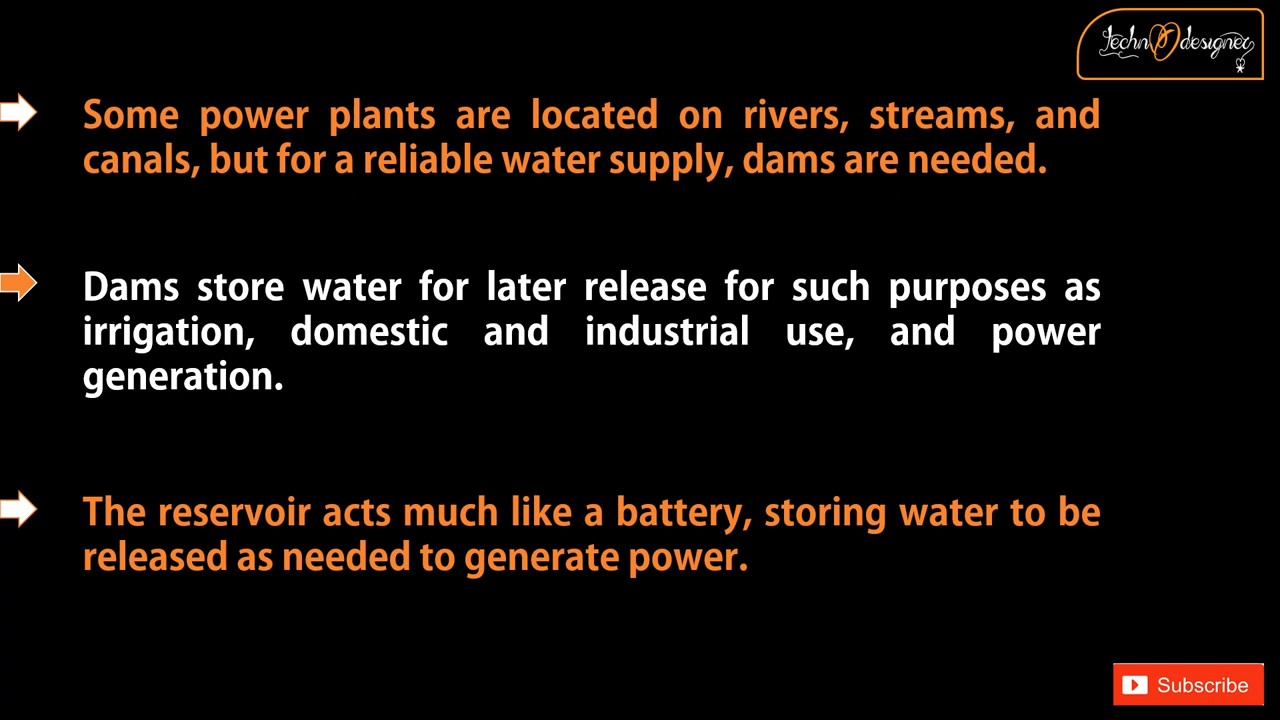 Techn designer
Some power plants are located on rivers, streams, and
canals, but for a reliable water supply, dams are needed.
Dams store water for later release for such purposes as
irrigation, domestic and industrial use, and power
generation.
The reservoir acts much like a battery, storing water to be
released as needed to generate power.
Subscribe